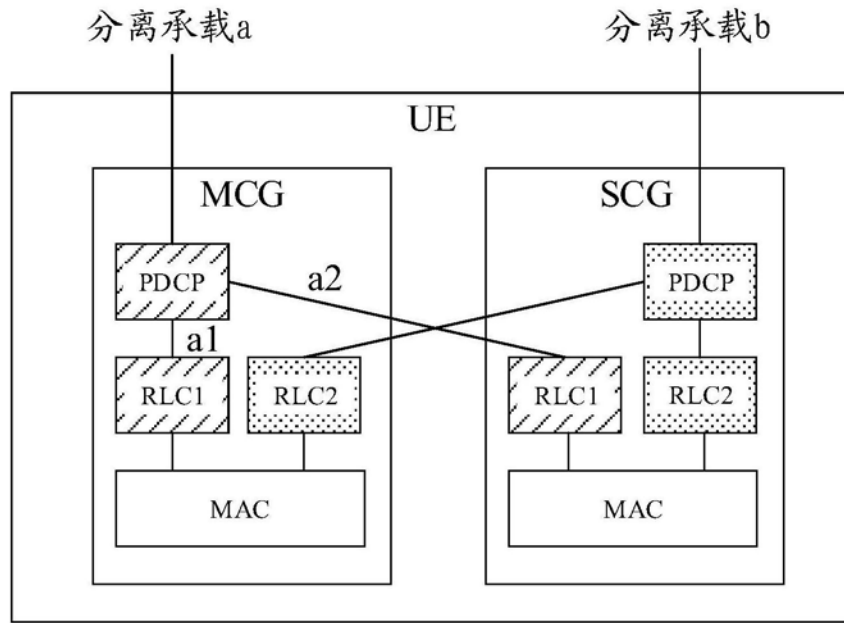 分离承载a 分离承载b
UE
MCG SCG
PDCP a2 PDCP
a1
RLC1 RLC2 RLC1 RLC2
MAC MAC